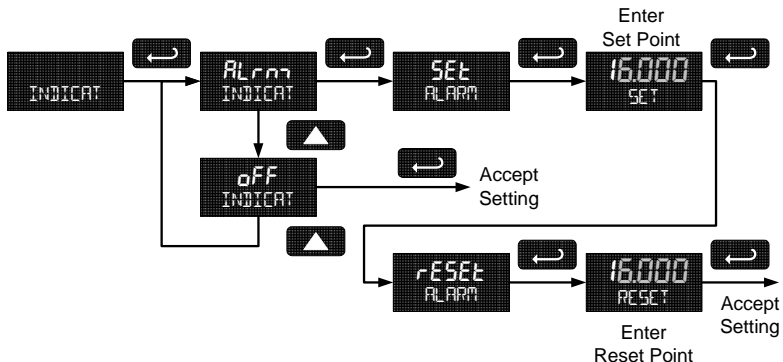 Enter
Set Point
INDICAT
ALrm
INDICAT
SEt
ALARM
16.000
SET
oFF
INDICAT
Accept
Setting
rESEt
ALARM
16.000
RESET
Accept
Setting
Enter
Reset Point